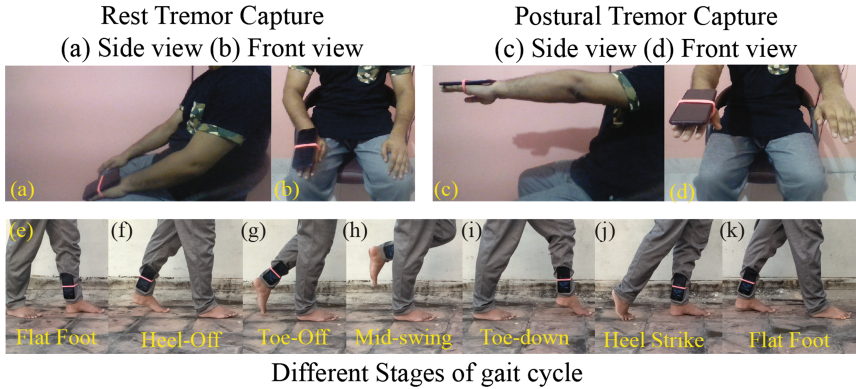 Rest Tremor Capture
(a) Side view (b) Front view
Postural Tremor Capture
(c) Side view (d) Front view
(a)
(b)
(c)
(d)
(e)
(f)
(g)
(h)
(i)
(j)
(k)
Flat Foot
Heel-Off
Toe-Off
Mid-swing
Toe-down
Heel Strike
Flat Foot
Different Stages of gait cycle